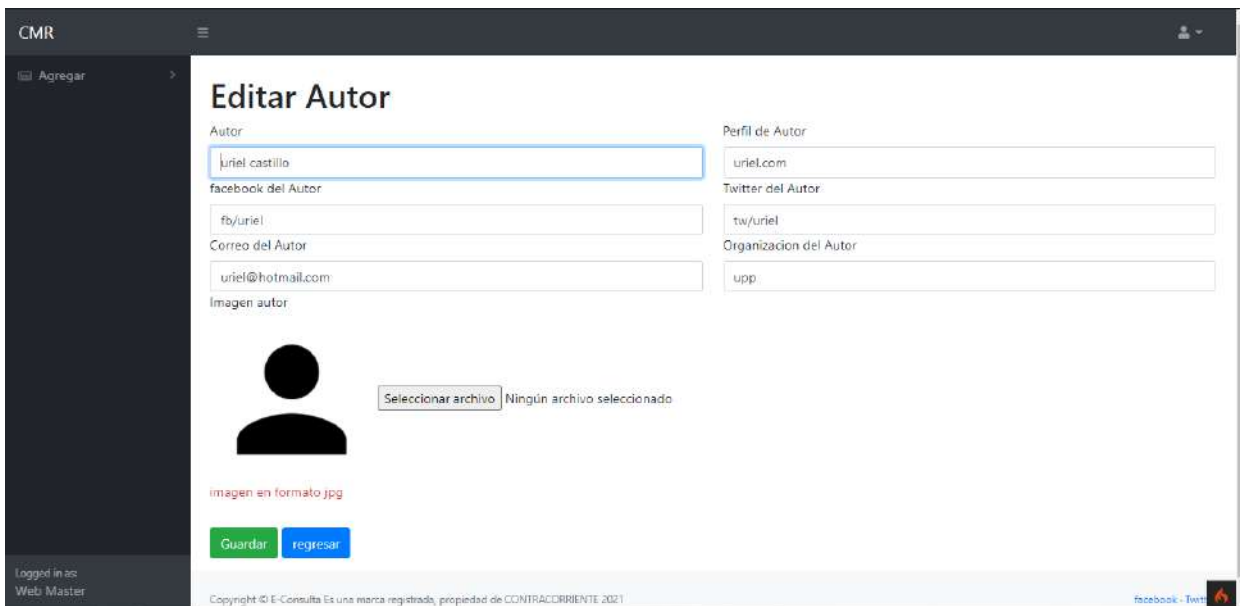 CMR
Agregar
Editar Autor
Autor
Perfil de Autor
uriel castillo
uriel.com
facebook del Autor
Twitter del Autor
fb/uriel
tw/uriel
Correo del Autor
Organizacion del Autor
uriel@hotmail.com
upp
Imagen autor
Seleccionar archivo Ningún archivo seleccionado
imagen en formato jpg
Guardar regresar
Logged in as:
Web Master
Copyright © E-Consulta Es una marca registrada, propiedad de CONTRACORRIENTE 2021
facebook - Twitt